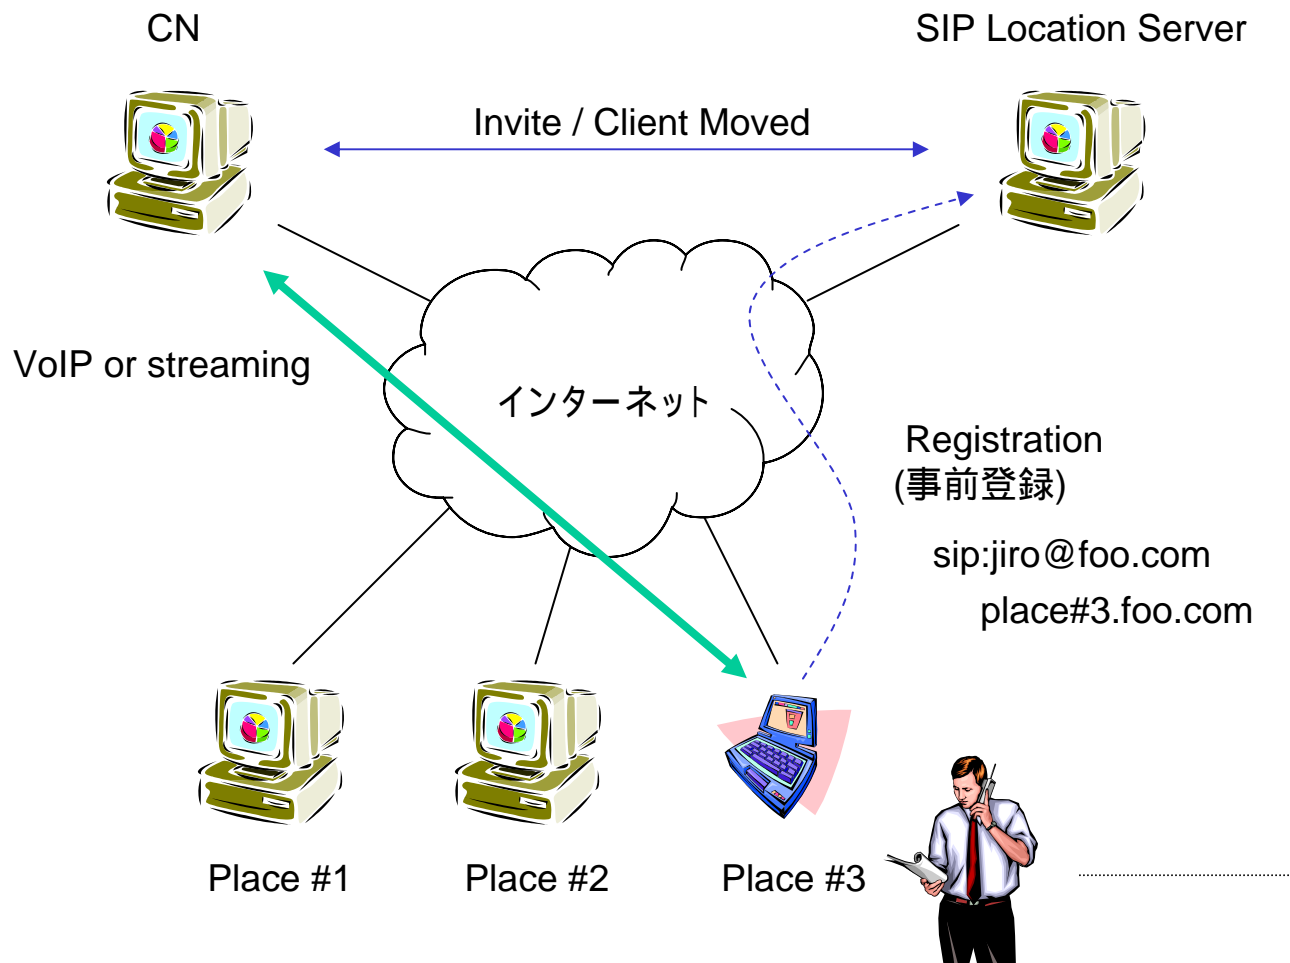 CN
SIP Location Server
Invite / Client Moved
VoIP or streaming
インターネット
Registration
(事前登録)
sip:jiro@foo.com
place#3.foo.com
Place #1
Place #2
Place #3